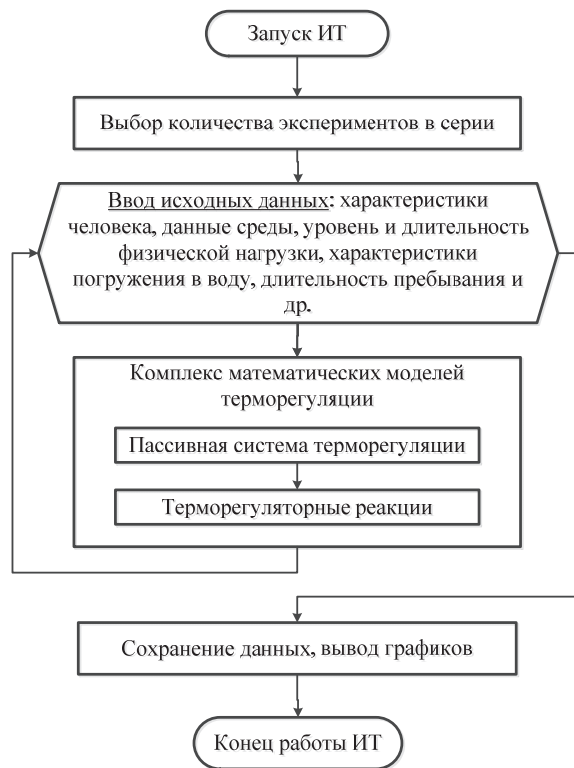 Запуск ИТ
Выбор количества экспериментов в серии
Ввод исходных данных: характеристики
человека, данные среды, уровень и длительность
физической нагрузки, характеристики
погружения в воду, длительность пребывания и
др.
Комплекс математических моделей
терморегуляции
Пассивная система терморегуляции
Терморегуляторные реакции
Сохранение данных, вывод графиков
Конец работы ИТ